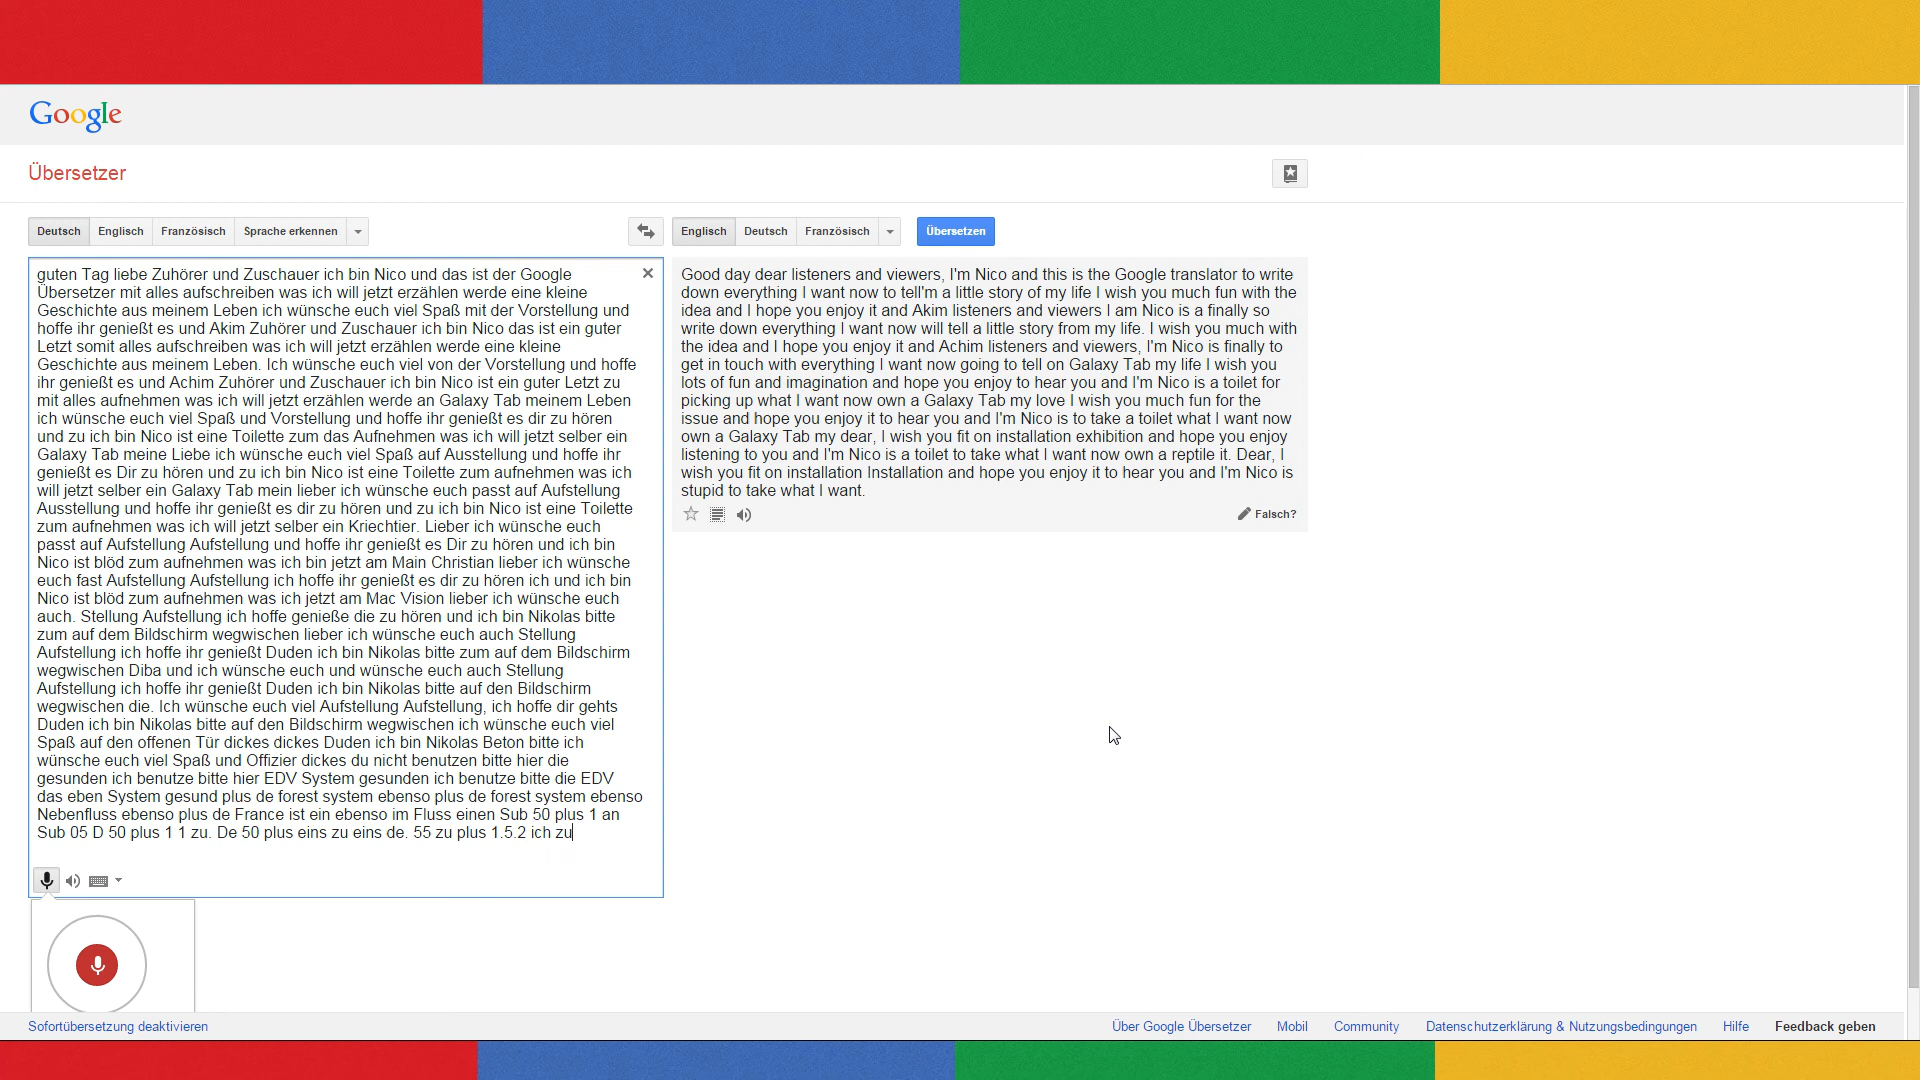 Google
Übersetzer
Deutsch Englisch Französisch Sprache erkennen
Englisch Deutsch Französisch Übersetzen
guten Tag liebe Zuhörer und Zuschauer ich bin Nico und das ist der Google
Übersetzer mit alles aufschreiben was ich will jetzt erzählen werde eine kleine
Geschichte aus meinem Leben ich wünsche euch viel Spaß mit der Vorstellung und
hoffe ihr genießt es und Akim Zuhörer und Zuschauer ich bin Nico das ist ein guter
Letzt somit alles aufschreiben was ich will jetzt erzählen werde eine kleine
Geschichte aus meinem Leben. Ich wünsche euch viel von der Vorstellung und hoffe
ihr genießt es und Achim Zuhörer und Zuschauer ich bin Nico ist ein guter Letzt zu
mit alles aufnehmen was ich will jetzt erzählen werde an Galaxy Tab meinem Leben
ich wünsche euch viel Spaß und Vorstellung und hoffe ihr genießt es dir zu hören
und zu ich bin Nico ist eine Toilette zum das Aufnehmen was ich will jetzt selber ein
Galaxy Tab meine Liebe ich wünsche euch viel Spaß auf Ausstellung und hoffe ihr
genießt es Dir zu hören und zu ich bin Nico ist eine Toilette zum aufnehmen was ich
will jetzt selber ein Galaxy Tab mein lieber ich wünsche euch passt auf Aufstellung
Ausstellung und hoffe ihr genießt es dir zu hören und zu ich bin Nico ist eine Toilette
zum aufnehmen was ich will jetzt selber ein Kriechtier. Lieber ich wünsche euch
passt auf Aufstellung Aufstellung und hoffe ihr genießt es Dir zu hören und ich bin
Nico ist blöd zum aufnehmen was ich bin jetzt am Main Christian lieber ich wünsche
euch fast Aufstellung Aufstellung ich hoffe ihr genießt es dir zu hören ich und ich bin
Nico ist blöd zum aufnehmen was ich jetzt am Mac Vision lieber ich wünsche euch
auch. Stellung Aufstellung ich hoffe genieße die zu hören und ich bin Nikolas bitte
zum auf dem Bildschirm wegwischen lieber ich wünsche euch auch Stellung
Aufstellung ich hoffe ihr genießt Duden ich bin Nikolas bitte zum auf dem Bildschirm
wegwischen Diba und ich wünsche euch und wünsche euch auch Stellung
Aufstellung ich hoffe ihr genießt Duden ich bin Nikolas bitte auf den Bildschirm
wegwischen die. Ich wünsche euch viel Aufstellung Aufstellung, ich hoffe dir gehts
Duden ich bin Nikolas bitte auf den Bildschirm wegwischen ich wünsche euch viel
Spaß auf den offenen Tür dickes dickes Duden ich bin Nikolas Beton bitte ich
wünsche euch viel Spaß und Offizier dickes du nicht benutzen bitte hier die
gesunden ich benutze bitte hier EDV System gesunden ich benutze bitte die EDV
das eben System gesund plus de forest system ebenso plus de forest system ebenso
Nebenfluss ebenso plus de France ist ein ebenso im Fluss einen Sub 50 plus 1 an
Sub 05 D 50 plus 1 1 zu. De 50 plus eins zu eins de. 55 zu plus 1.5.2 ich zu
Good day dear listeners and viewers, I'm Nico and this is the Google translator to write
down everything I want now to tell'm a little story of my life I wish you much fun with the
idea and I hope you enjoy it and Akim listeners and viewers I am Nico is a finally so
write down everything I want now will tell a little story from my life. I wish you much with
the idea and I hope you enjoy it and Achim listeners and viewers, I'm Nico is finally to
get in touch with everything I want now going to tell on Galaxy Tab my life I wish you
lots of fun and imagination and hope you enjoy to hear you and I'm Nico is a toilet for
picking up what I want now own a Galaxy Tab my love I wish you much fun for the
issue and hope you enjoy it to hear you and I'm Nico is to take a toilet what I want now
own a Galaxy Tab my dear, I wish you fit on installation exhibition and hope you enjoy
listening to you and I'm Nico is a toilet to take what I want now own a reptile it. Dear, I
wish you fit on installation Installation and hope you enjoy it to hear you and I'm Nico is
stupid to take what I want.
Falsch?
Sofortübersetzung deaktivieren
Über Google Übersetzer Mobil Community Datenschutzerklärung & Nutzungsbedingungen Hilfe Feedback geben